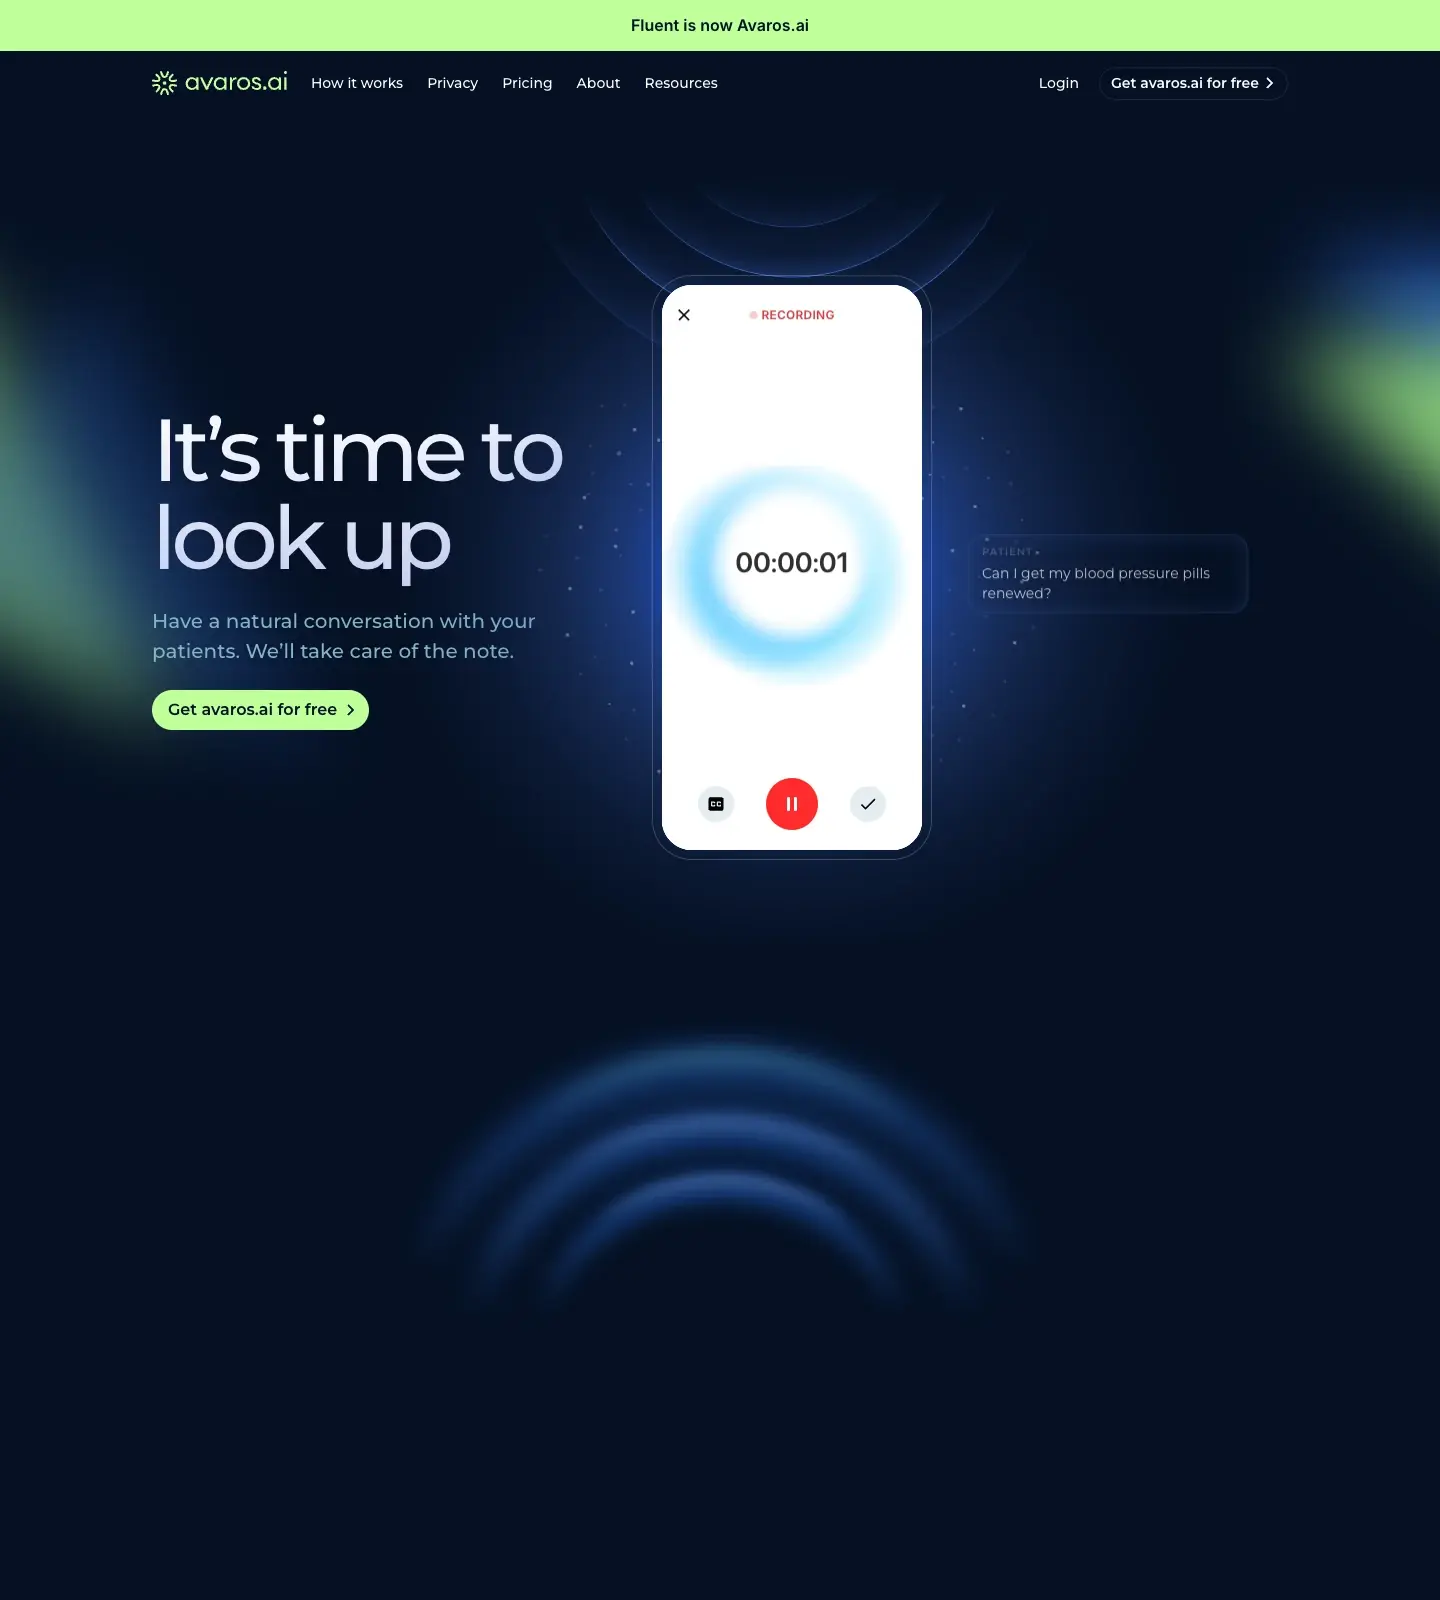 Fluent is now Avaros.ai
avaros.ai
How it works
Privacy
Pricing
About
Resources
Login
Get avaros.ai for free
RECORDING
It’s time to
look up
Have a natural conversation with your
patients. We’ll take care of the note.
Get avaros.ai for free
00:00:01
PATIENT
Can I get my blood pressure pills
renewed?
CC